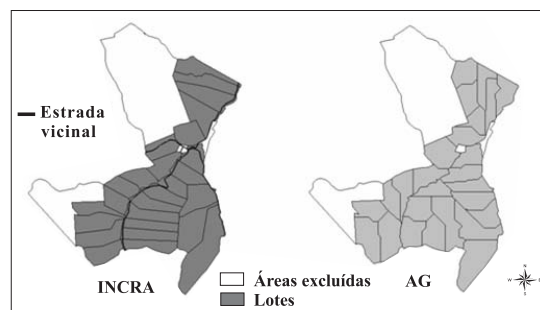 Estrada
vicinal
INCRA
Áreas excluídas
Lotes
AG
N
W
E
S